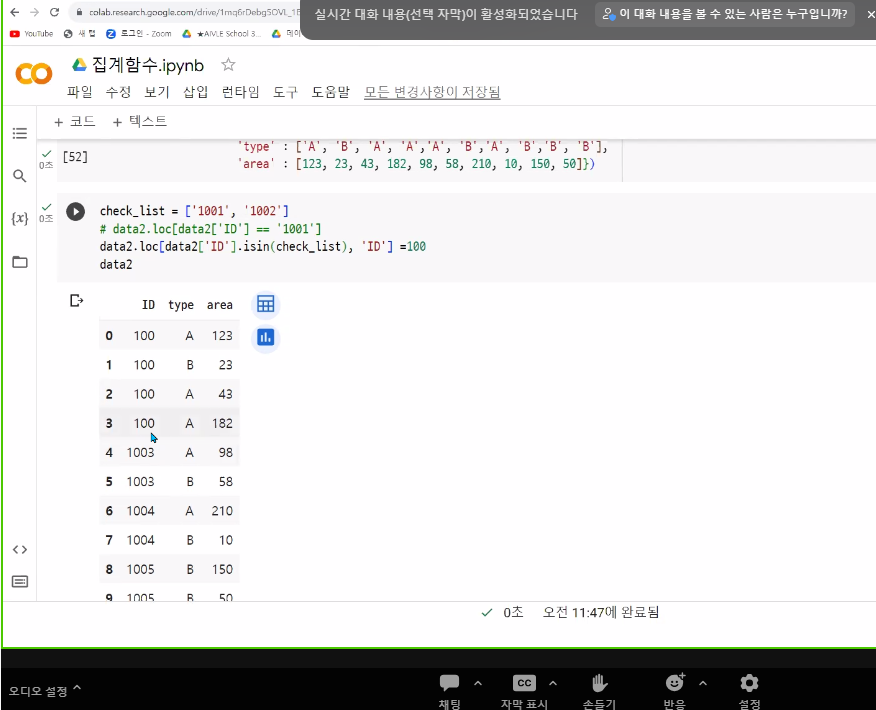 실시간 대화 내용(선택 자막)이 활성화되었습니다
이 대화 내용을 볼 수 있는 사람은 누구입니까?
colab.research.google.com/drive/1mq6rDebg5OVL_1E
YouTube 새 탭 로그인 - Zoom ★AIVLE School 3... 데이
집계함수.ipynb
파일 수정 보기 삽입 런타임 도구 도움말 모든 변경사항이 저장됨
+ 코드 + 텍스트
'type' : ['A', 'B', 'A', 'A','A', 'B','A', 'B','B', 'B'],
0초 [52]
'area' : [123, 23, 43, 182, 98, 58, 210, 10, 150, 50]})
check_list = ['1001', '1002']
0초
# data2.loc[data2['ID'] == '1001']
data2.loc[data2['ID'].isin(check_list), 'ID'] =100
data2
ID type area
0 100 A 123
1 100 B 23
2 100 A 43
3 100 A 182
4 1003 A 98
5 1003 B 58
6 1004 A 210
7 1004 B 10
8 1005 B 150
9 1005 B 50
0초 오전 11:47에 완료됨
오디오 설정
CC
채팅 자막 표시 손들기 반응 설정